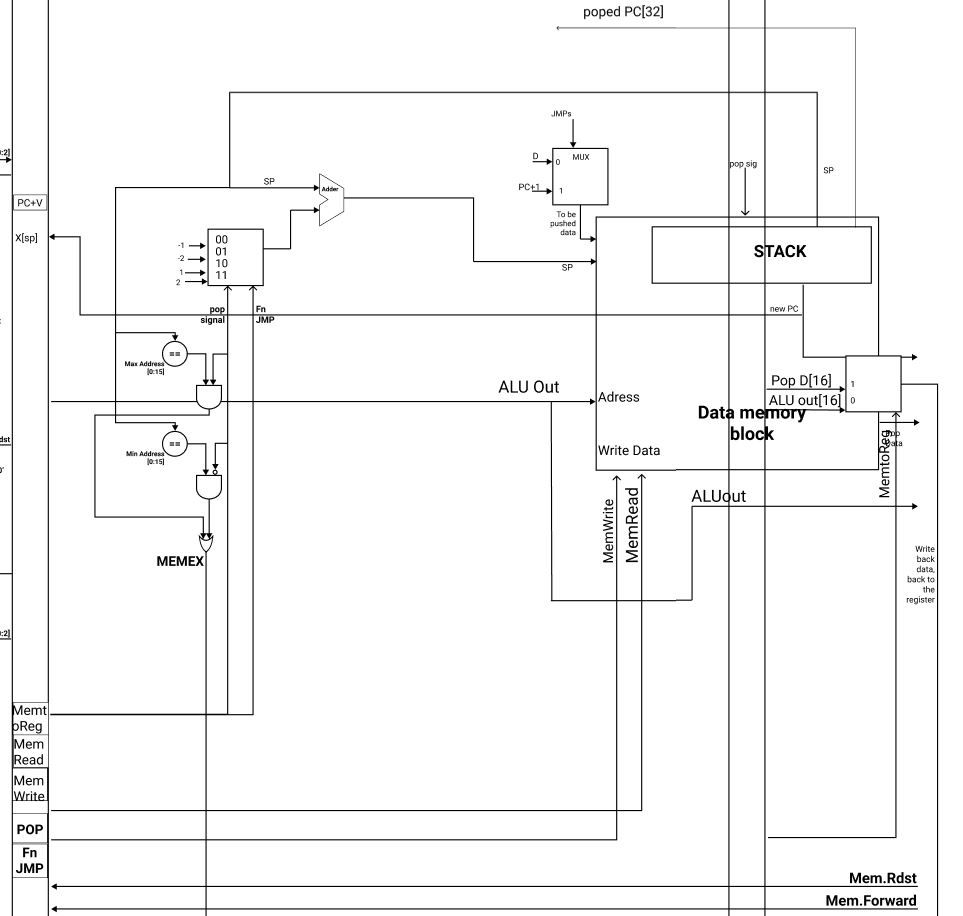 poped PC[32]
JMPs
D
0
MUX
PC+1
1
To be
pushed
data
pop sig
SP
SP
Adder
PC+V
X[sp]
00
01
10
11
-1
-2
1
2
SP
STACK
pop
signal
Fn
JMP
new PC
==
Max Address
[0:15]
ALU Out
Adress
Pop D[16]
1
ALU out[16]
0
Data memory
block
==
Min Address
[0:15]
Write Data
MemtoReg
Data
MemWrite
MemRead
ALUout
MEMEX
Write
back
data,
back to
the
register
:2]
dst
:2]
Memt
oReg
Mem
Read
Mem
Write
POP
Fn
JMP
Mem.Rdst
Mem.Forward